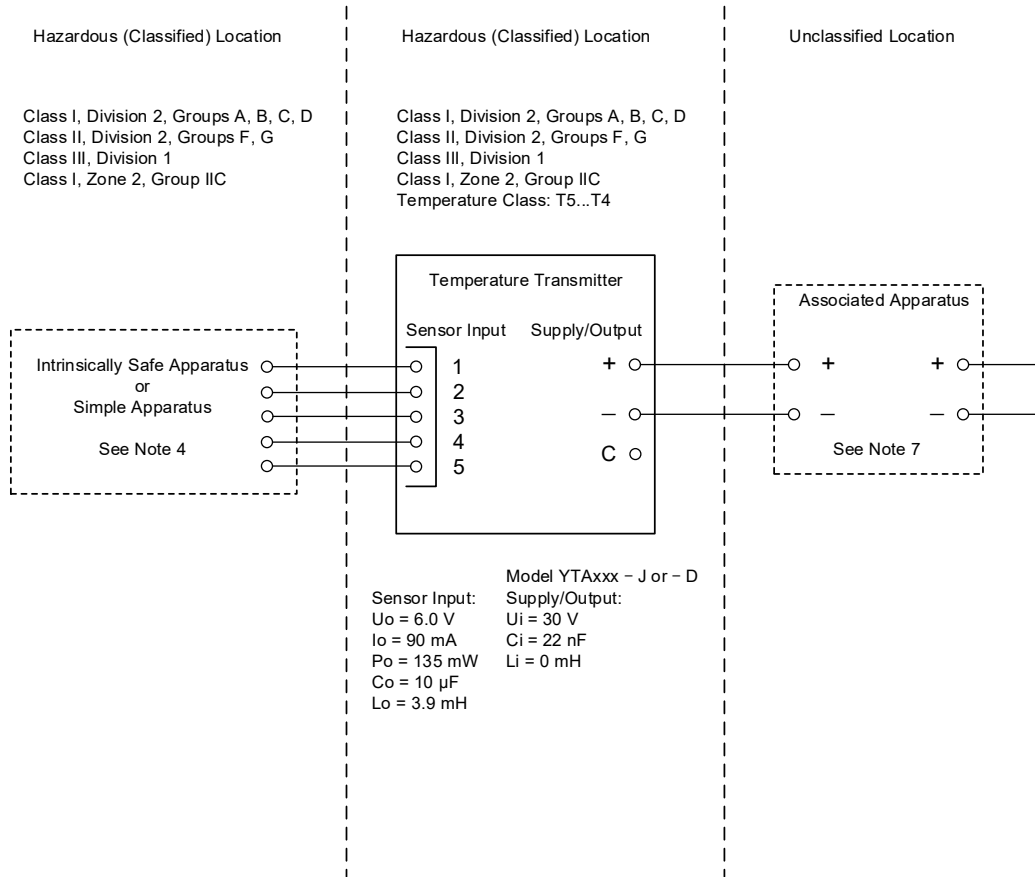 Hazardous (Classified) Location
Class I, Division 2, Groups A, B, C, D
Class II, Division 2, Groups F, G
Class III, Division 1
Class I, Zone 2, Group IIC
Intrinsically Safe Apparatus
or
Simple Apparatus
See Note 4
Hazardous (Classified) Location
Class I, Division 2, Groups A, B, C, D
Class II, Division 2, Groups F, G
Class III, Division 1
Class I, Zone 2, Group IIC
Temperature Class: T5...T4
Temperature Transmitter
Sensor Input
1
2
3
4
5
Supply/Output
+
–
C
Model YTAxxx – J or – D
Sensor Input:
Uo = 6.0 V
Io = 90 mA
Po = 135 mW
Co = 10 µF
Lo = 3.9 mH
Supply/Output:
Ui = 30 V
Ci = 22 nF
Li = 0 mH
Unclassified Location
Associated Apparatus
+ +
– –
See Note 7